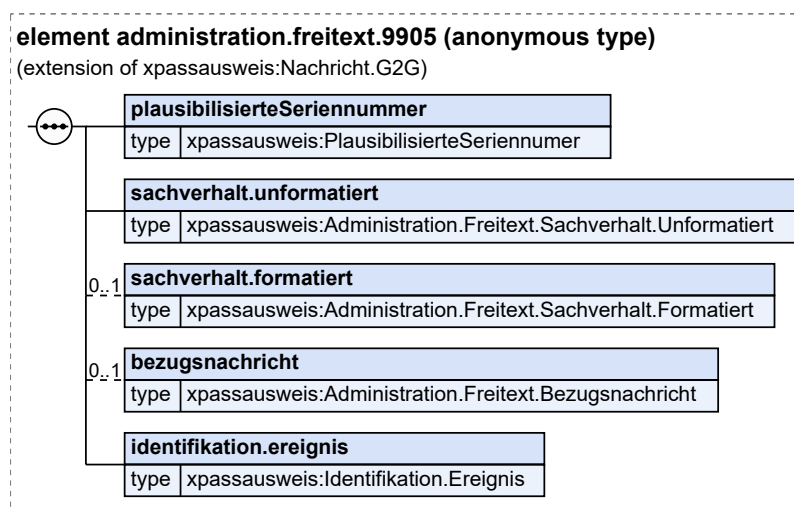 element administration.freitext.9905 (anonymous type)
(extension of xpassausweis:Nachricht.G2G)
plausibilisierteSeriennummer
type xpassausweis:PlausibilisierteSeriennumer
sachverhalt.unformatiert
type xpassausweis:Administration.Freitext.Sachverhalt.Unformatiert
0..1 sachverhalt.formatiert
type xpassausweis:Administration.Freitext.Sachverhalt.Formatiert
0..1 bezugsnachricht
type xpassausweis:Administration.Freitext.Bezugsnachricht
identifikation.ereignis
type xpassausweis:Identifikation.Ereignis